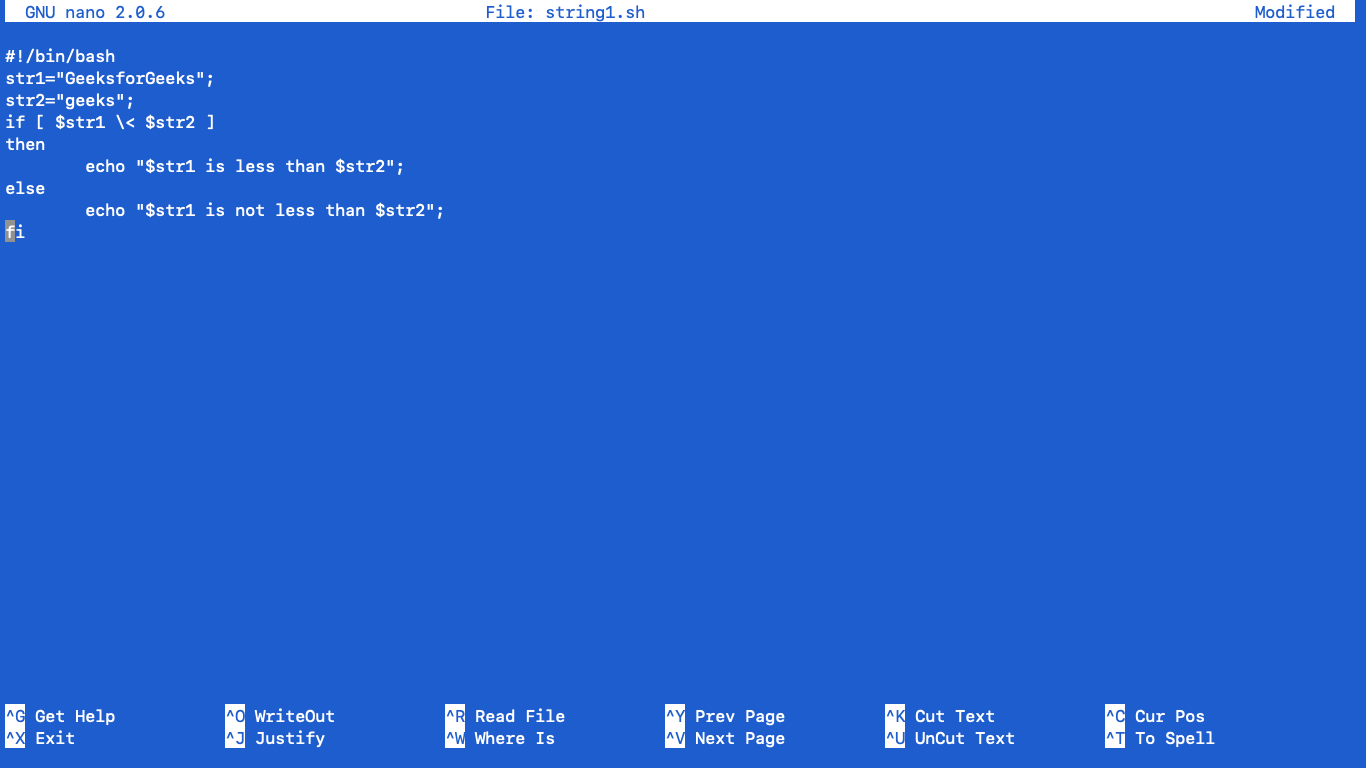 GNU nano 2.0.6 File: string1.sh Modified
#!/bin/bash
str1="GeeksforGeeks";
str2="geeks";
if [ $str1 \< $str2 ]
then
        echo "$str1 is less than $str2";
else
        echo "$str1 is not less than $str2";
fi
^G Get Help ^O WriteOut ^R Read File ^Y Prev Page ^K Cut Text ^C Cur Pos
^X Exit ^J Justify ^W Where Is ^V Next Page ^U UnCut Text ^T To Spell